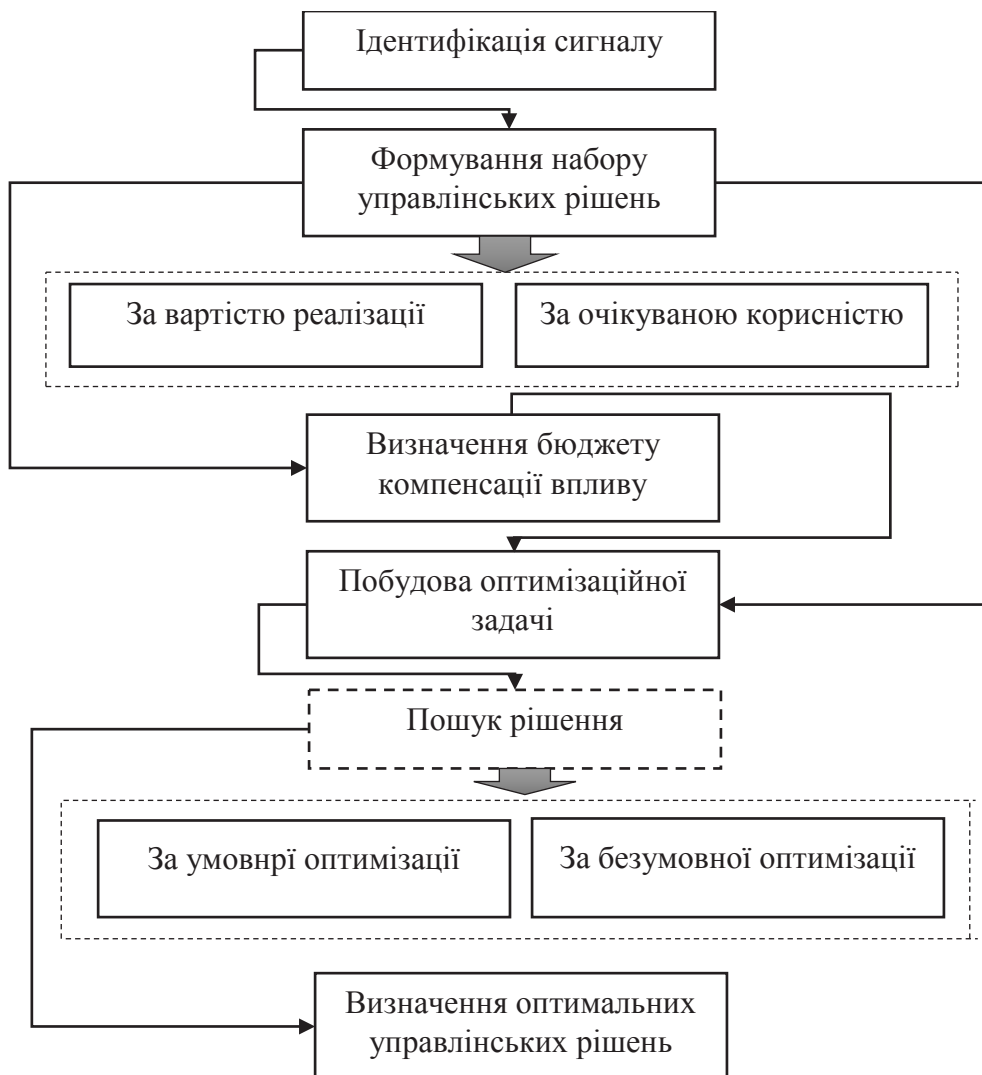 Ідентифікація сигналу
Формування набору
управлінських рішень
За вартістю реалізації
За очікуваною корисністю
Визначення бюджету
компенсації впливу
Побудова оптимізаційної
задачі
Пошук рішення
За умовнрї оптимізації
За безумовної оптимізації
Визначення оптимальних
управлінських рішень